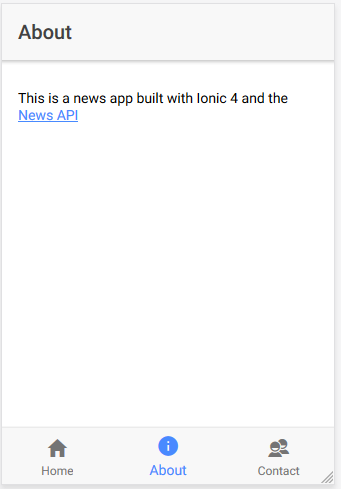 About
This is a news app built with Ionic 4 and the
News API
Home
About
Contact